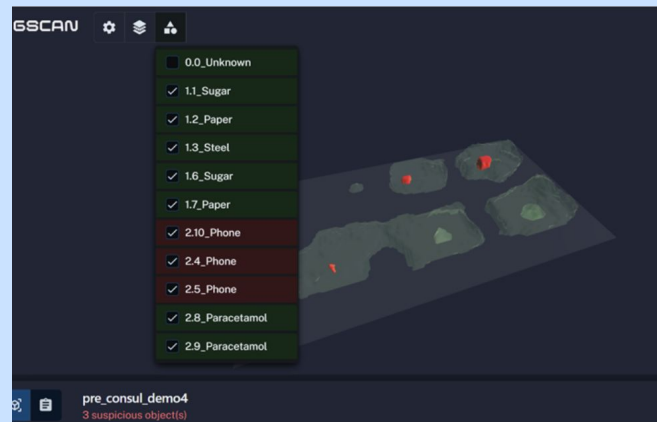 GSCAN
0.0_Unknown
1.1_Sugar
1.2_Paper
1.3_Steel
1.6_Sugar
1.7_Paper
2.10_Phone
2.4_Phone
2.5_Phone
2.8_Paracetamol
2.9_Paracetamol
pre_consul_demo4
3 suspicious object(s)